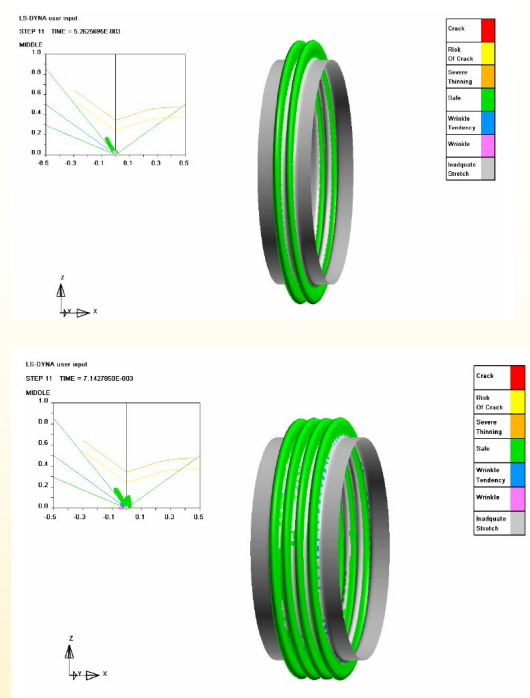 LS-DYNA user input
STEP 11 TIME = 5.2625695E-003
MIDDLE
1.0
0.8
0.6
0.4
0.2
0.0
-0.5 -0.3 -0.1 0.1 0.3 0.5
Crack
Risk
Of Crack
Severe
Thinning
Safe
Wrinkle
Tendency
Wrinkle
Inadquate
Stretch
Z
Y X
LS-DYNA user input
STEP 11 TIME = 7.1427850E-003
MIDDLE
1.0
0.8
0.6
0.4
0.2
0.0
-0.5 -0.3 -0.1 0.1 0.3 0.5
Crack
Risk
Of Crack
Severe
Thinning
Safe
Wrinkle
Tendency
Wrinkle
Inadquate
Stretch
Z
Y X